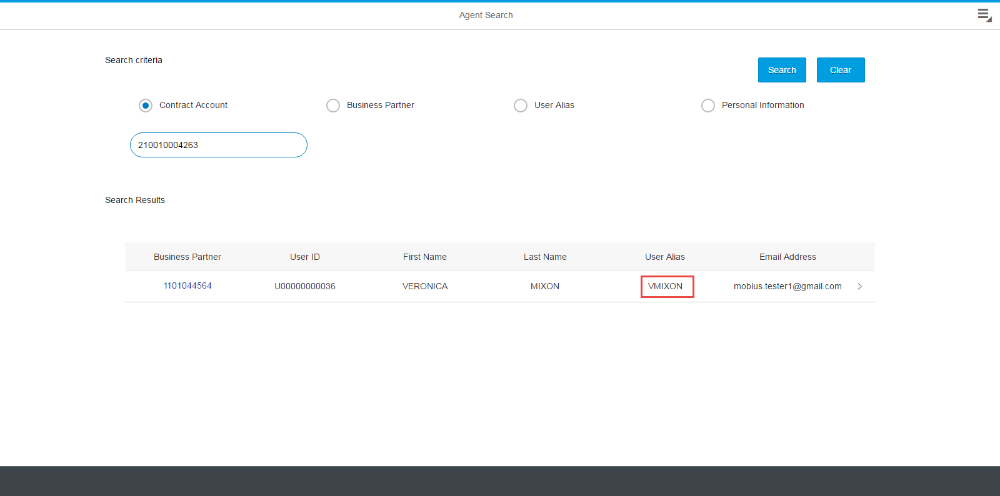 Agent Search
Search criteria
Search Clear
Contract Account Business Partner User Alias Personal Information
210010004263
Search Results
Business Partner User ID First Name Last Name User Alias Email Address
1101044564 U00000000036 VERONICA MIXON VMIXON mobius.tester1@gmail.com